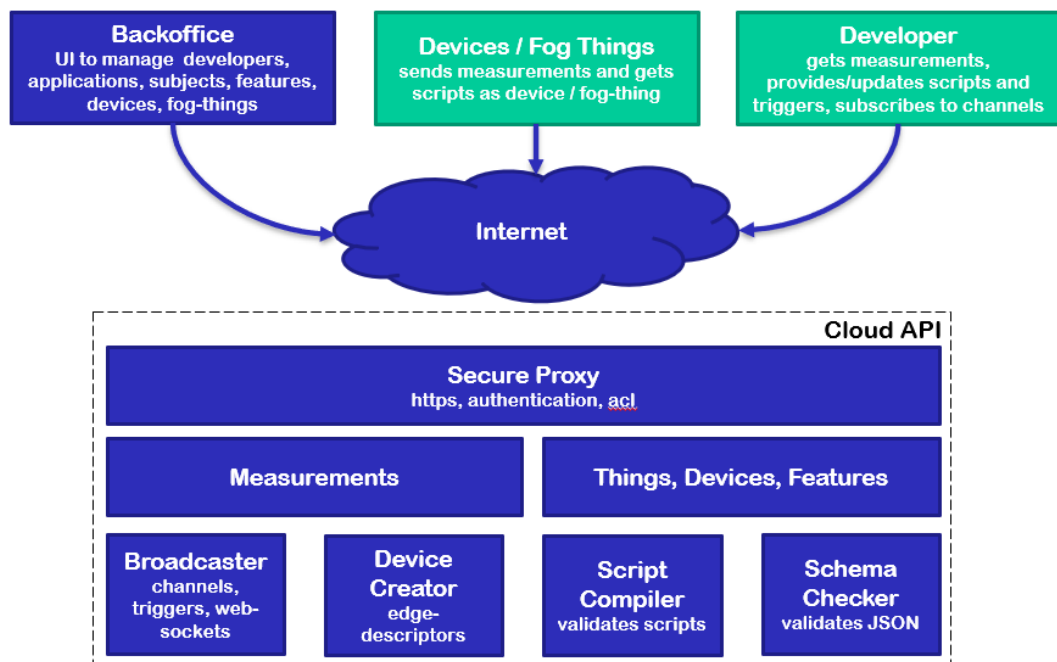 Backoffice
UI to manage developers,
applications, subjects, features,
devices, fog-things
Devices / Fog Things
sends measurements and gets
scripts as device / fog-thing
Developer
gets measurements,
provides/updates scripts and
triggers, subscribes to channels
Internet
Cloud API
Secure Proxy
https, authentication, acl
Measurements
Things, Devices, Features
Broadcaster
channels,
triggers, web-
sockets
Device
Creator
edge-
descriptors
Script
Compiler
validates scripts
Schema
Checker
validates JSON